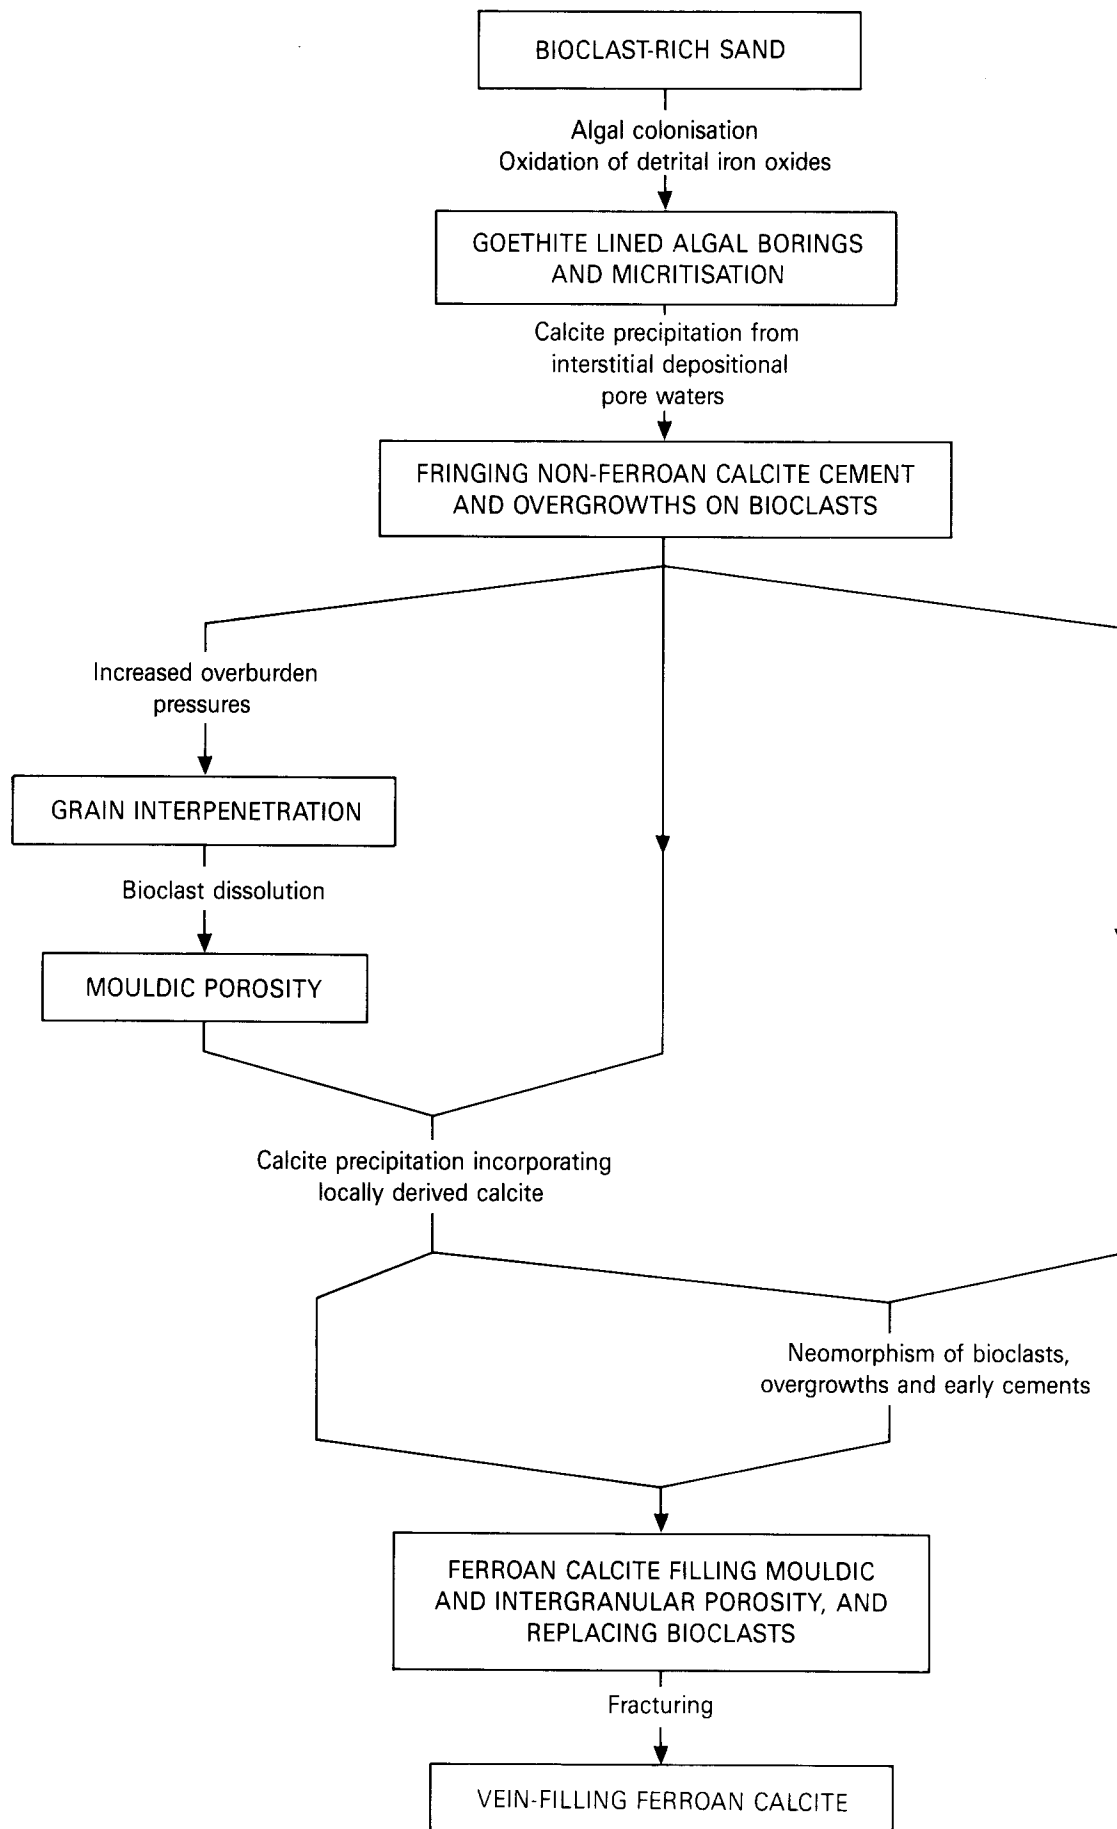 BIOCLAST-RICH SAND
Algal colonisation
Oxidation of detrital iron oxides
GOETHITE LINED ALGAL BORINGS
AND MICRITISATION
Calcite precipitation from
interstitial depositional
pore waters
FRINGING NON-FERROAN CALCITE CEMENT
AND OVERGROWTHS ON BIOCLASTS
Increased overburden
pressures
GRAIN INTERPENETRATION
Bioclast dissolution
MOULDIC POROSITY
Calcite precipitation incorporating
locally derived calcite
Neomorphism of bioclasts,
overgrowths and early cements
FERROAN CALCITE FILLING MOULDIC
AND INTERGRANULAR POROSITY, AND
REPLACING BIOCLASTS
Fracturing
VEIN-FILLING FERROAN CALCITE